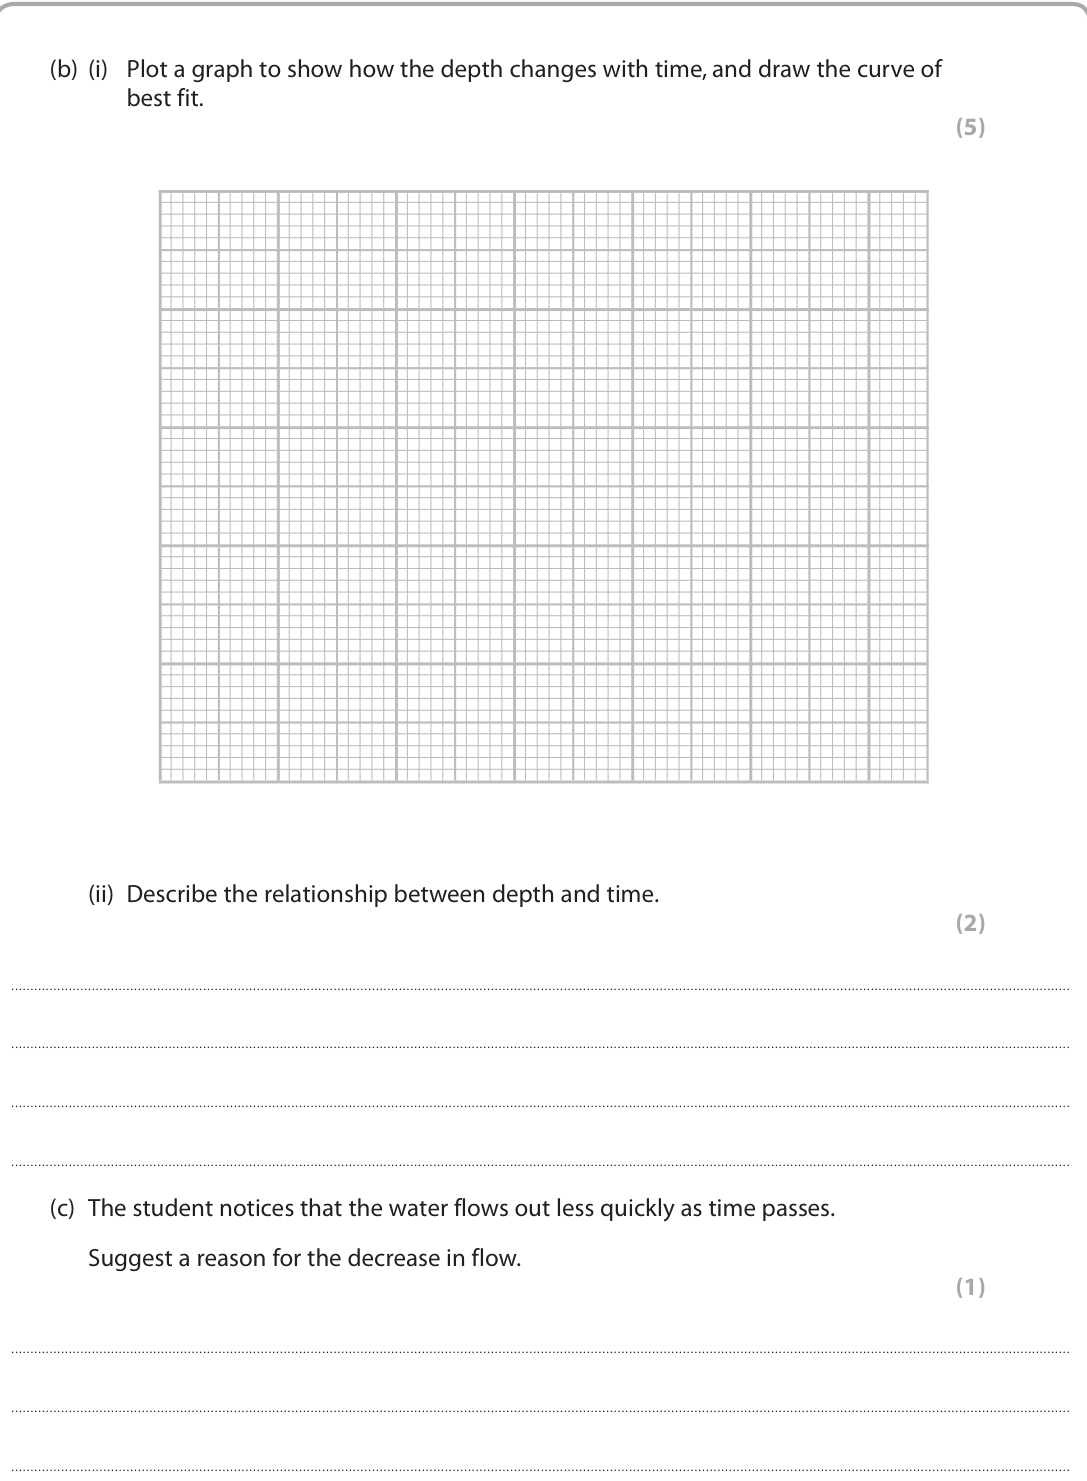 (b) (i) Plot a graph to show how the depth changes with time, and draw the curve of
best fit.
(5)
(ii) Describe the relationship between depth and time.
(2)
(c) The student notices that the water flows out less quickly as time passes.
Suggest a reason for the decrease in flow.
(1)